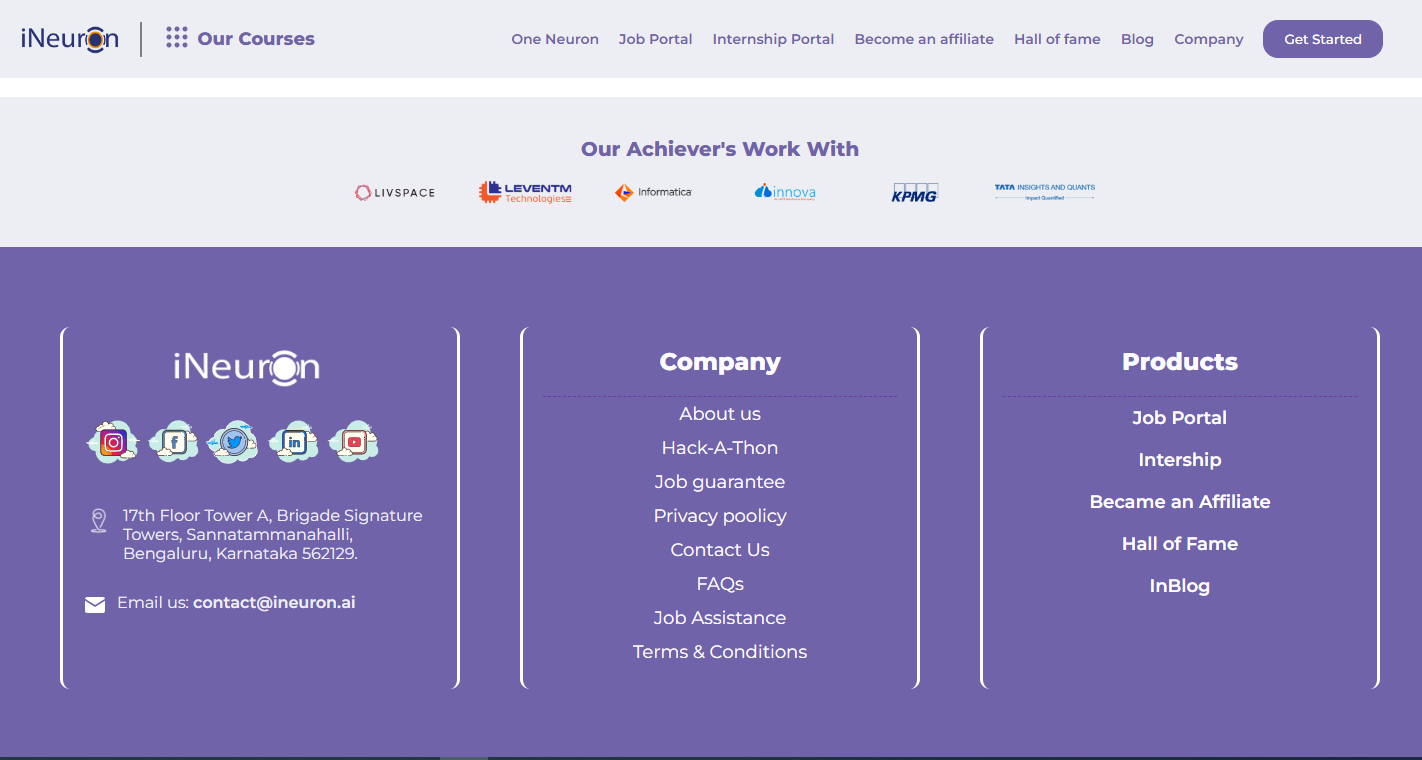 iNeuron
Our Courses
One Neuron
Job Portal
Internship Portal
Become an affiliate
Hall of fame
Blog
Company
Get Started
Our Achiever's Work With
LIVSPACE
LEVENTM
Technologies
Informatica
innova
KPMG
TATA INSIGHTS AND QUANTS
Impact Quantified
iNeuron
17th Floor Tower A, Brigade Signature
Towers, Sannatammanahalli,
Bengaluru, Karnataka 562129.
Email us: contact@ineuron.ai
Company
About us
Hack-A-Thon
Job guarantee
Privacy poolicy
Contact Us
FAQs
Job Assistance
Terms & Conditions
Products
Job Portal
Intership
Became an Affiliate
Hall of Fame
InBlog